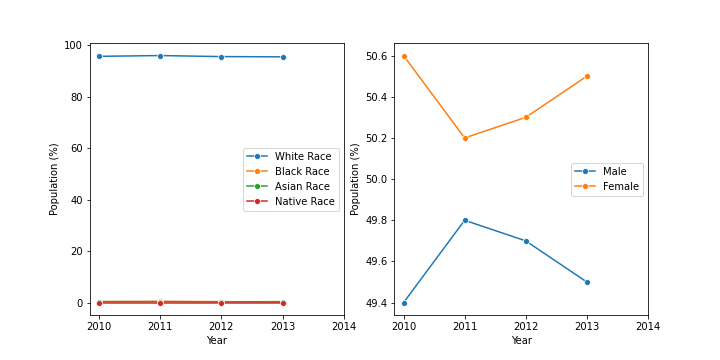 100
80
60
40
20
0
Population (%)
2010 2011 2012 2013 2014
Year
White Race
Black Race
Asian Race
Native Race
50.6
50.4
50.2
50.0
49.8
49.6
49.4
Population (%)
2010 2011 2012 2013 2014
Year
Male
Female